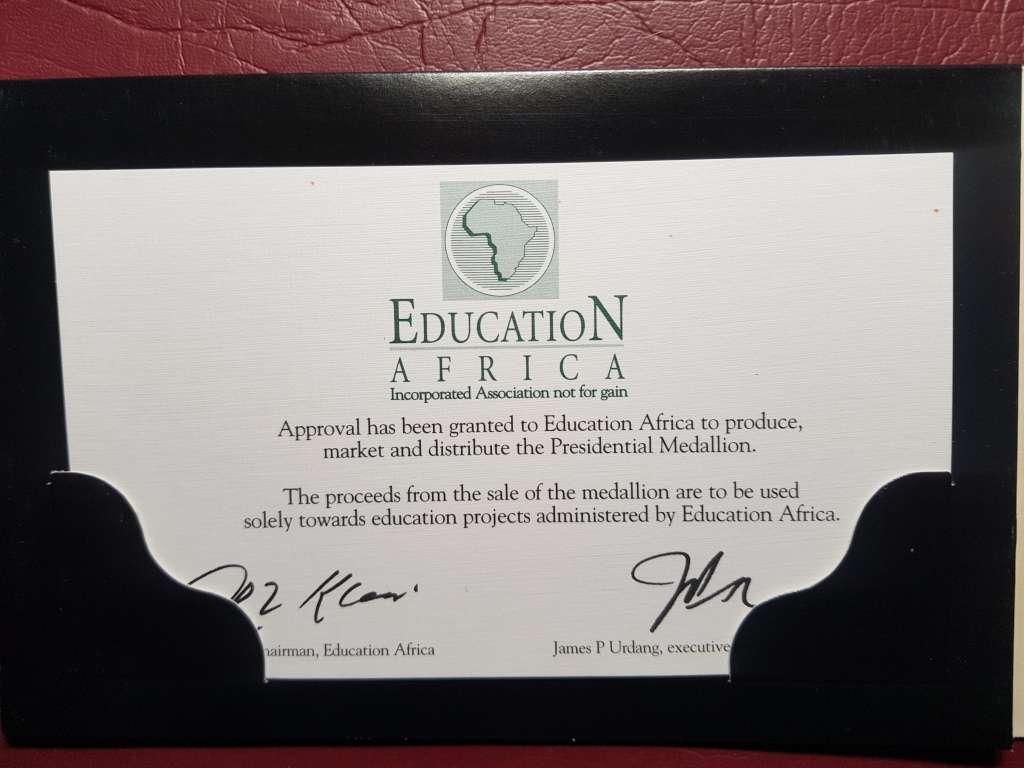 EDUCATION
AFRICA
Incorporated Association not for gain
Approval has been granted to Education Africa to produce,
market and distribute the Presidential Medallion.
The proceeds from the sale of the medallion are to be used
solely towards education projects administered by Education Africa.
hairman, Education Africa
James P Urdang, executive